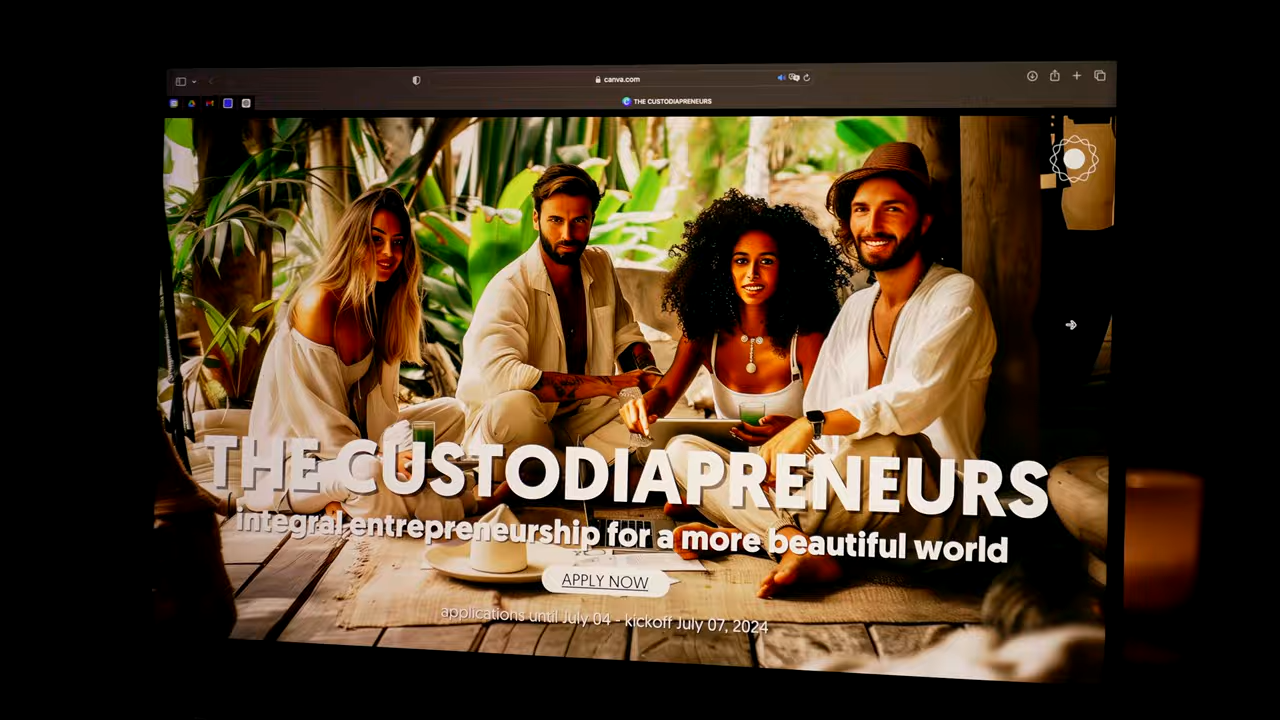 canva.com
THE CUSTODIAPRENEURS
THE CUSTODIAPRENEURS
integral entrepreneurship for a more beautiful world
APPLY NOW
applications until July 04 - kickoff July 07, 2024